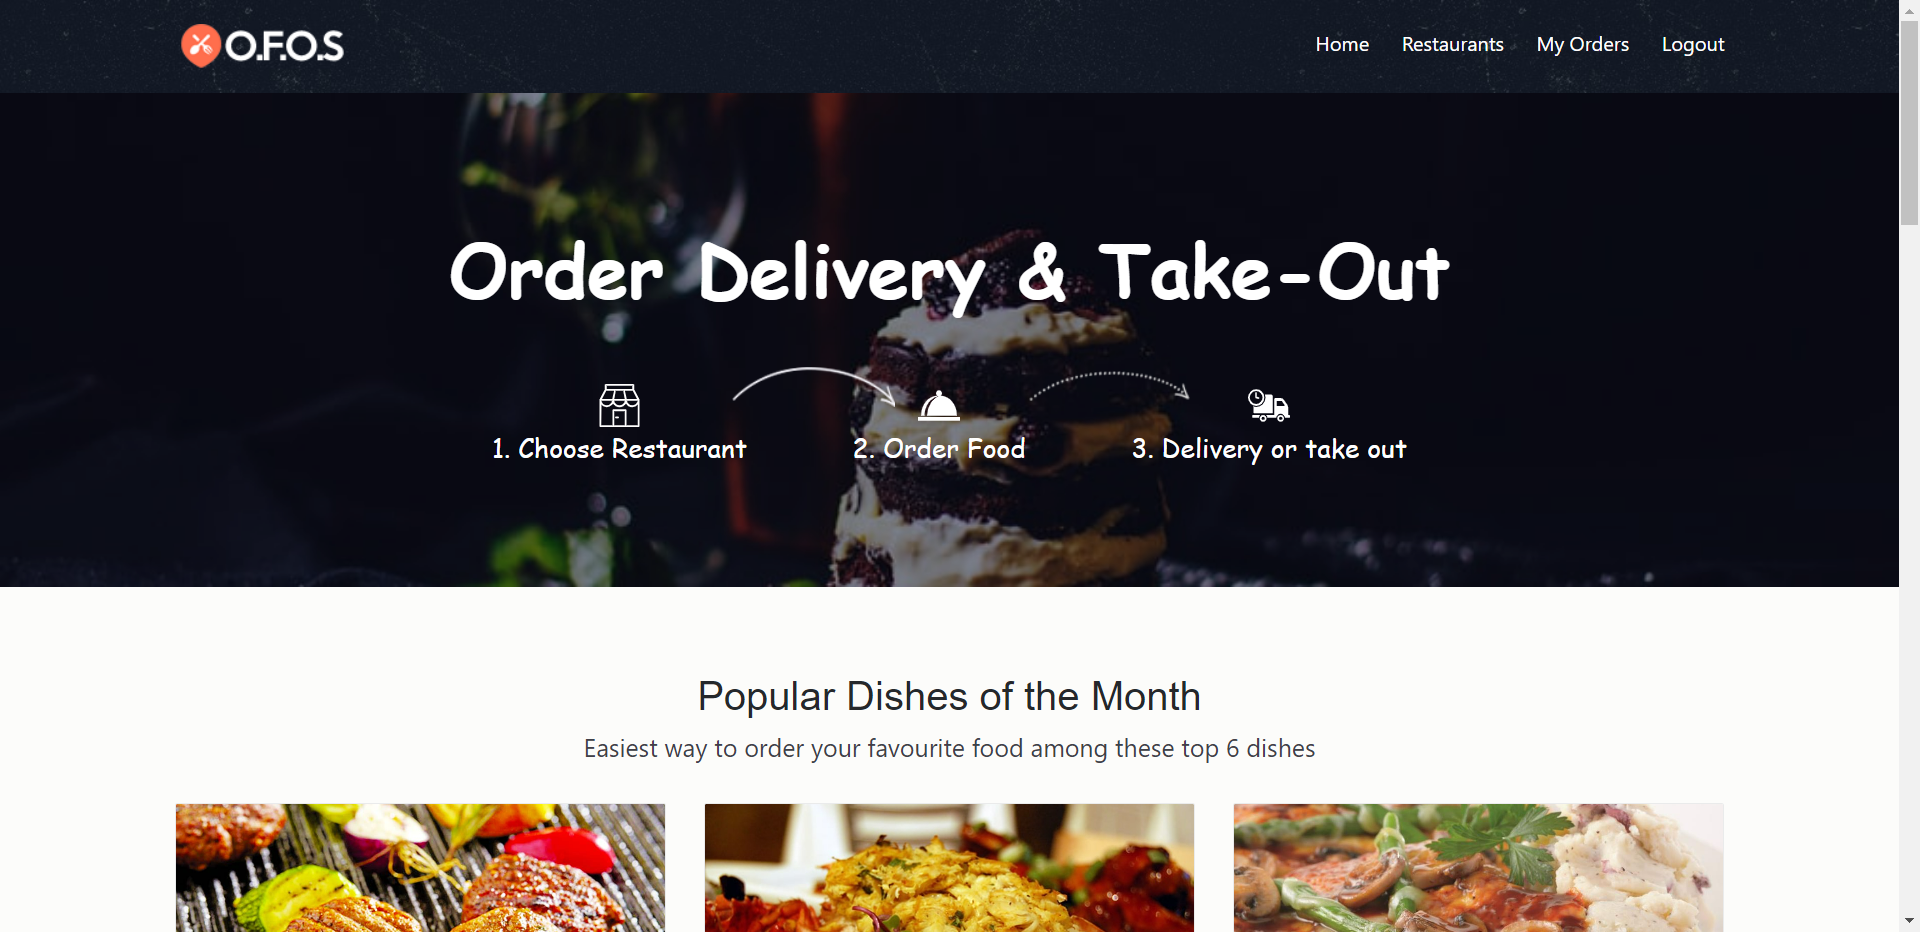 O.F.O.S
Home Restaurants My Orders Logout
Order Delivery & Take-Out
1. Choose Restaurant
2. Order Food
3. Delivery or take out
Popular Dishes of the Month
Easiest way to order your favourite food among these top 6 dishes